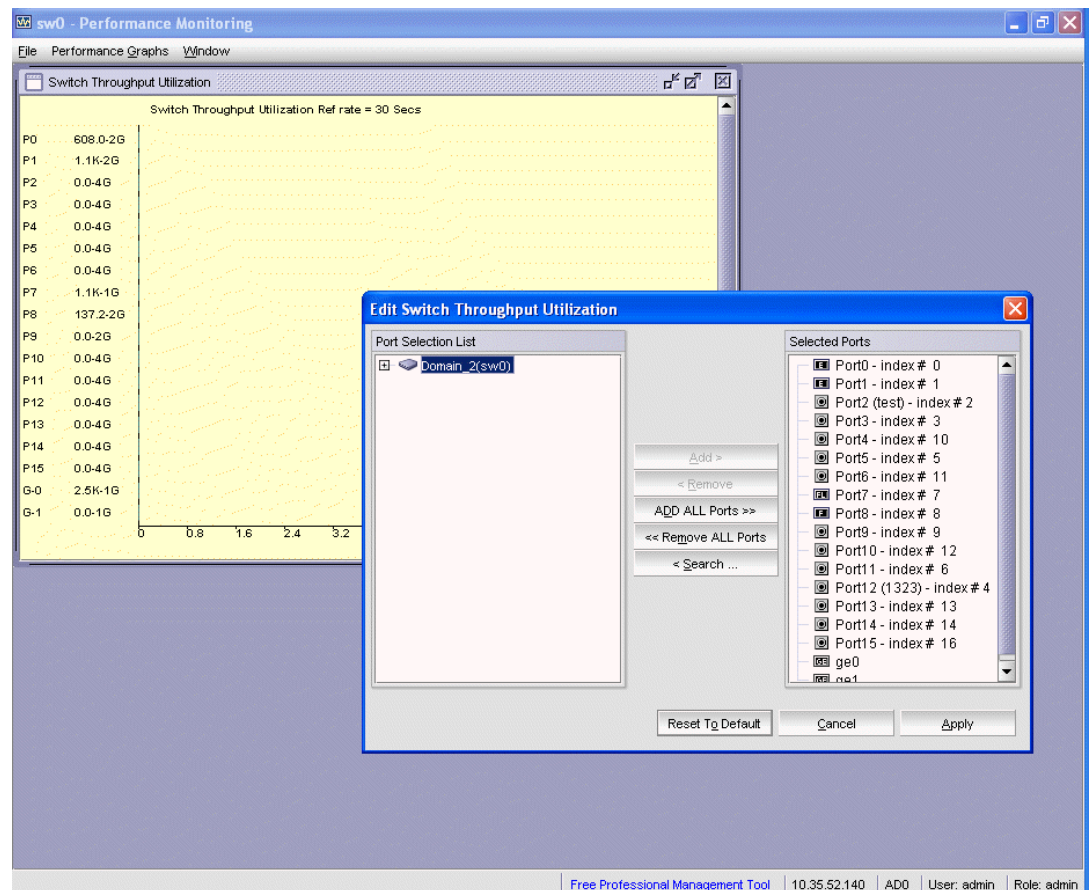 sw0 - Performance Monitoring
File Performance Graphs Window
Switch Throughput Utilization
Switch Throughput Utilization Ref rate = 30 Secs
P0 608.0-2G
P1 1.1K-2G
P2 0.0-4G
P3 0.0-4G
P4 0.0-4G
P5 0.0-4G
P6 0.0-4G
P7 1.1K-1G
P8 137.2-2G
P9 0.0-2G
P10 0.0-4G
P11 0.0-4G
P12 0.0-4G
P13 0.0-4G
P14 0.0-4G
P15 0.0-4G
G-0 2.5K-1G
G-1 0.0-1G
0 0.8 1.6 2.4 3.2
Edit Switch Throughput Utilization
Port Selection List
Domain_2(sw0)
Add >
< Remove
ADD ALL Ports >>
<< Remove ALL Ports
< Search ...
Selected Ports
Port0 - index # 0
Port1 - index # 1
Port2 (test) - index # 2
Port3 - index # 3
Port4 - index # 10
Port5 - index # 5
Port6 - index # 11
Port7 - index # 7
Port8 - index # 8
Port9 - index # 9
Port10 - index # 12
Port11 - index # 6
Port12 (1323) - index # 4
Port13 - index # 13
Port14 - index # 14
Port15 - index # 16
GE ge0
GE ge1
Reset To Default Cancel Apply
Free Professional Management Tool 10.35.52.140 AD0 User: admin Role: admin